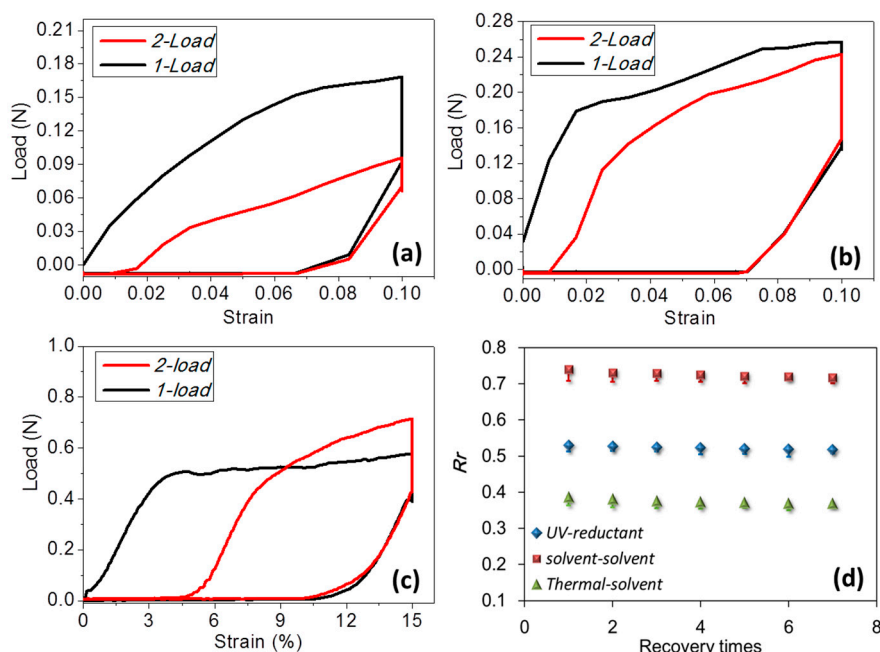 2-Load
1-Load
Load (N)
0.21
0.18
0.15
0.12
0.09
0.06
0.03
0.00
0.00 0.02 0.04 0.06 0.08 0.10
Strain
(a)
2-Load
1-Load
Load (N)
0.28
0.24
0.20
0.16
0.12
0.08
0.04
0.00
0.00 0.02 0.04 0.06 0.08 0.10
Strain
(b)
2-load
1-load
Load (N)
1.0
0.8
0.6
0.4
0.2
0.0
0 3 6 9 12 15
Strain (%)
(c)
Rr
0.8
0.7
0.6
0.5
0.4
0.3
0.2
0.1
UV-reductant
solvent-solvent
Thermal-solvent
0 2 4 6 8
Recovery times
(d)